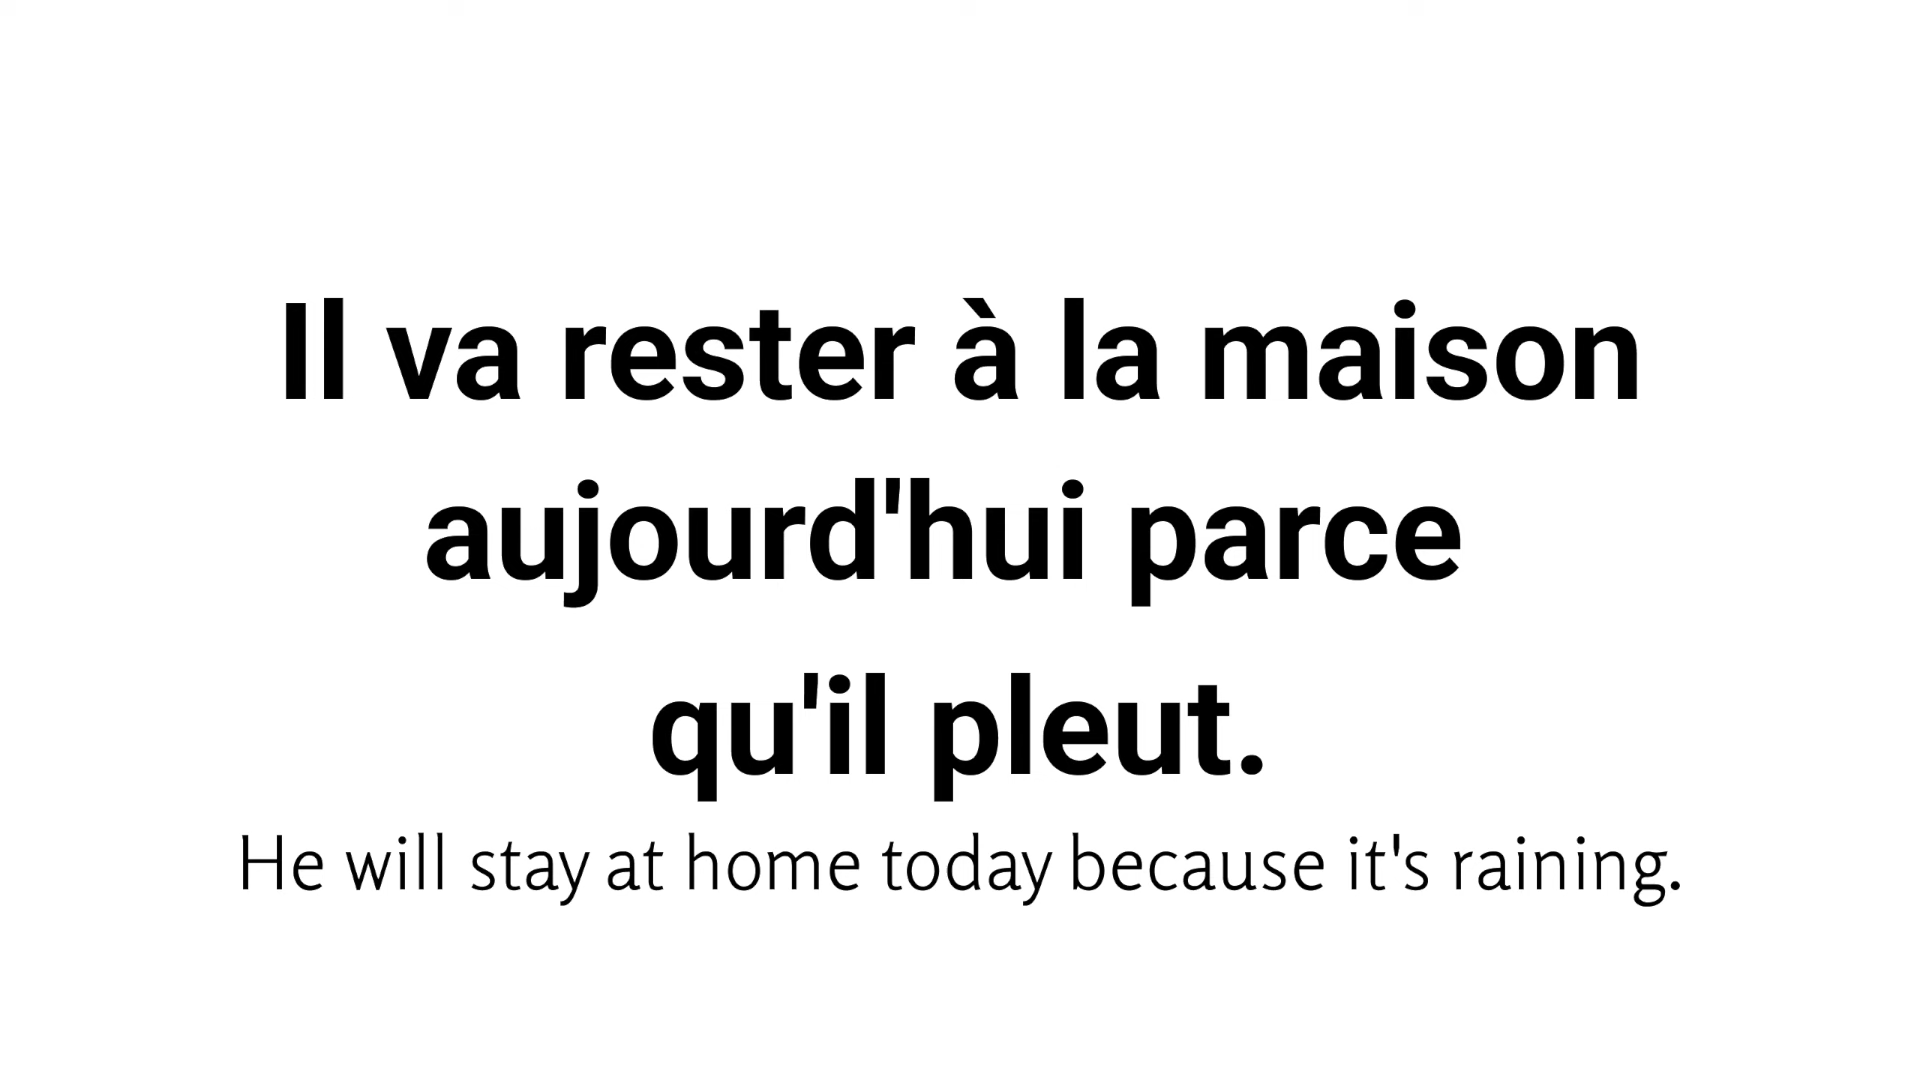 Il va rester à la maison
aujourd'hui parce
qu'il pleut.
He will stay at home today because it's raining.